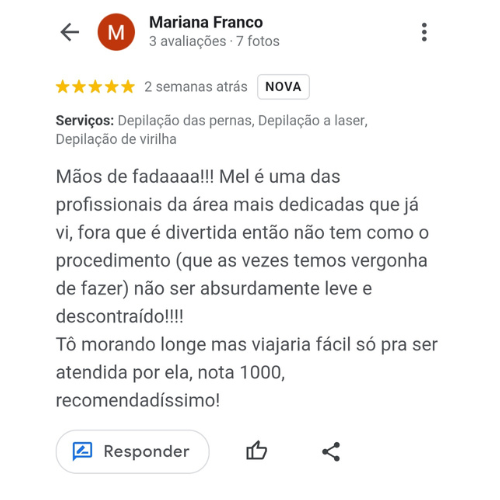 M
Mariana Franco
3 avaliações · 7 fotos
2 semanas atrás NOVA
Serviços: Depilação das pernas, Depilação a laser,
Depilação de virilha
Mãos de fadaaaa!!! Mel é uma das
profissionais da área mais dedicadas que já
vi, fora que é divertida então não tem como o
procedimento (que as vezes temos vergonha
de fazer) não ser absurdamente leve e
descontraído!!!!
Tô morando longe mas viajaria fácil só pra ser
atendida por ela, nota 1000,
recomendadíssimo!
Responder